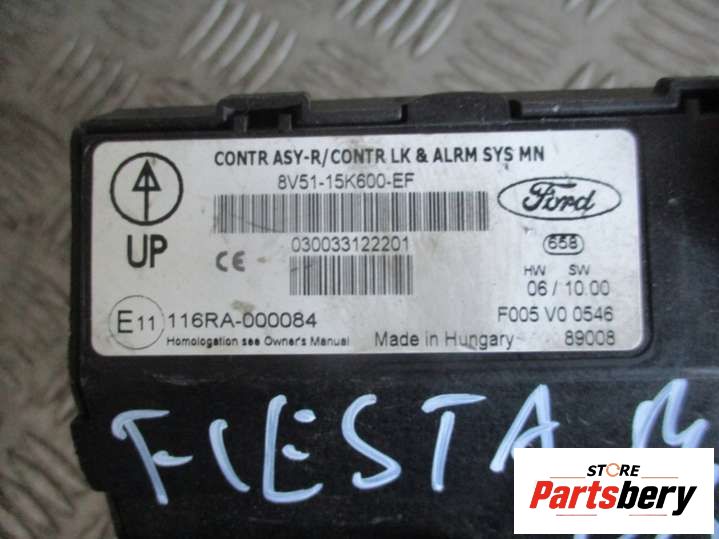 CONTR ASY-R/CONTR LK & ALRM SYS MN
8V51-15K600-EF
Ford
UP
CE
030033122201
658
HW SW
06 / 10.00
E11 116RA-000084
F005 V0 0546
Homologation see Owner's Manual
Made in Hungary
89008
FIESTA
STORE
Partsbery